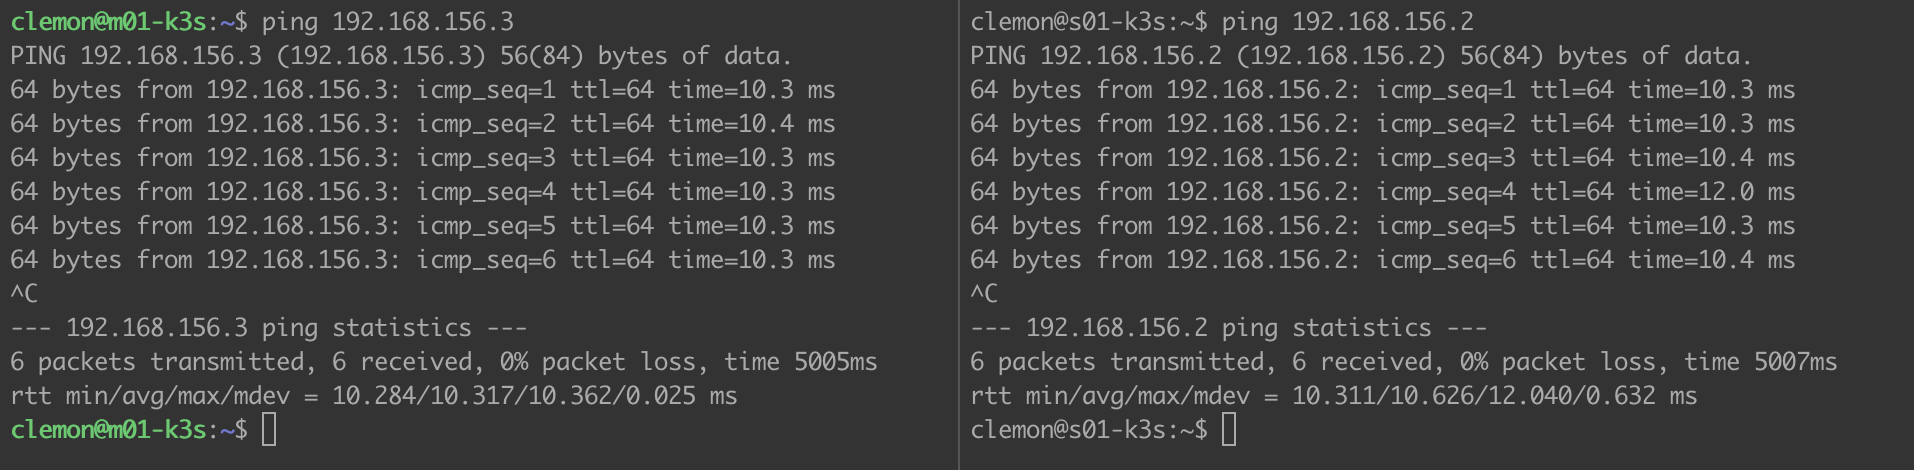 clemon@m01-k3s:~$ ping 192.168.156.3
PING 192.168.156.3 (192.168.156.3) 56(84) bytes of data.
64 bytes from 192.168.156.3: icmp_seq=1 ttl=64 time=10.3 ms
64 bytes from 192.168.156.3: icmp_seq=2 ttl=64 time=10.4 ms
64 bytes from 192.168.156.3: icmp_seq=3 ttl=64 time=10.3 ms
64 bytes from 192.168.156.3: icmp_seq=4 ttl=64 time=10.3 ms
64 bytes from 192.168.156.3: icmp_seq=5 ttl=64 time=10.3 ms
64 bytes from 192.168.156.3: icmp_seq=6 ttl=64 time=10.3 ms
^C
--- 192.168.156.3 ping statistics ---
6 packets transmitted, 6 received, 0% packet loss, time 5005ms
rtt min/avg/max/mdev = 10.284/10.317/10.362/0.025 ms
clemon@m01-k3s:~$
clemon@s01-k3s:~$ ping 192.168.156.2
PING 192.168.156.2 (192.168.156.2) 56(84) bytes of data.
64 bytes from 192.168.156.2: icmp_seq=1 ttl=64 time=10.3 ms
64 bytes from 192.168.156.2: icmp_seq=2 ttl=64 time=10.3 ms
64 bytes from 192.168.156.2: icmp_seq=3 ttl=64 time=10.4 ms
64 bytes from 192.168.156.2: icmp_seq=4 ttl=64 time=12.0 ms
64 bytes from 192.168.156.2: icmp_seq=5 ttl=64 time=10.3 ms
64 bytes from 192.168.156.2: icmp_seq=6 ttl=64 time=10.4 ms
^C
--- 192.168.156.2 ping statistics ---
6 packets transmitted, 6 received, 0% packet loss, time 5007ms
rtt min/avg/max/mdev = 10.311/10.626/12.040/0.632 ms
clemon@s01-k3s:~$